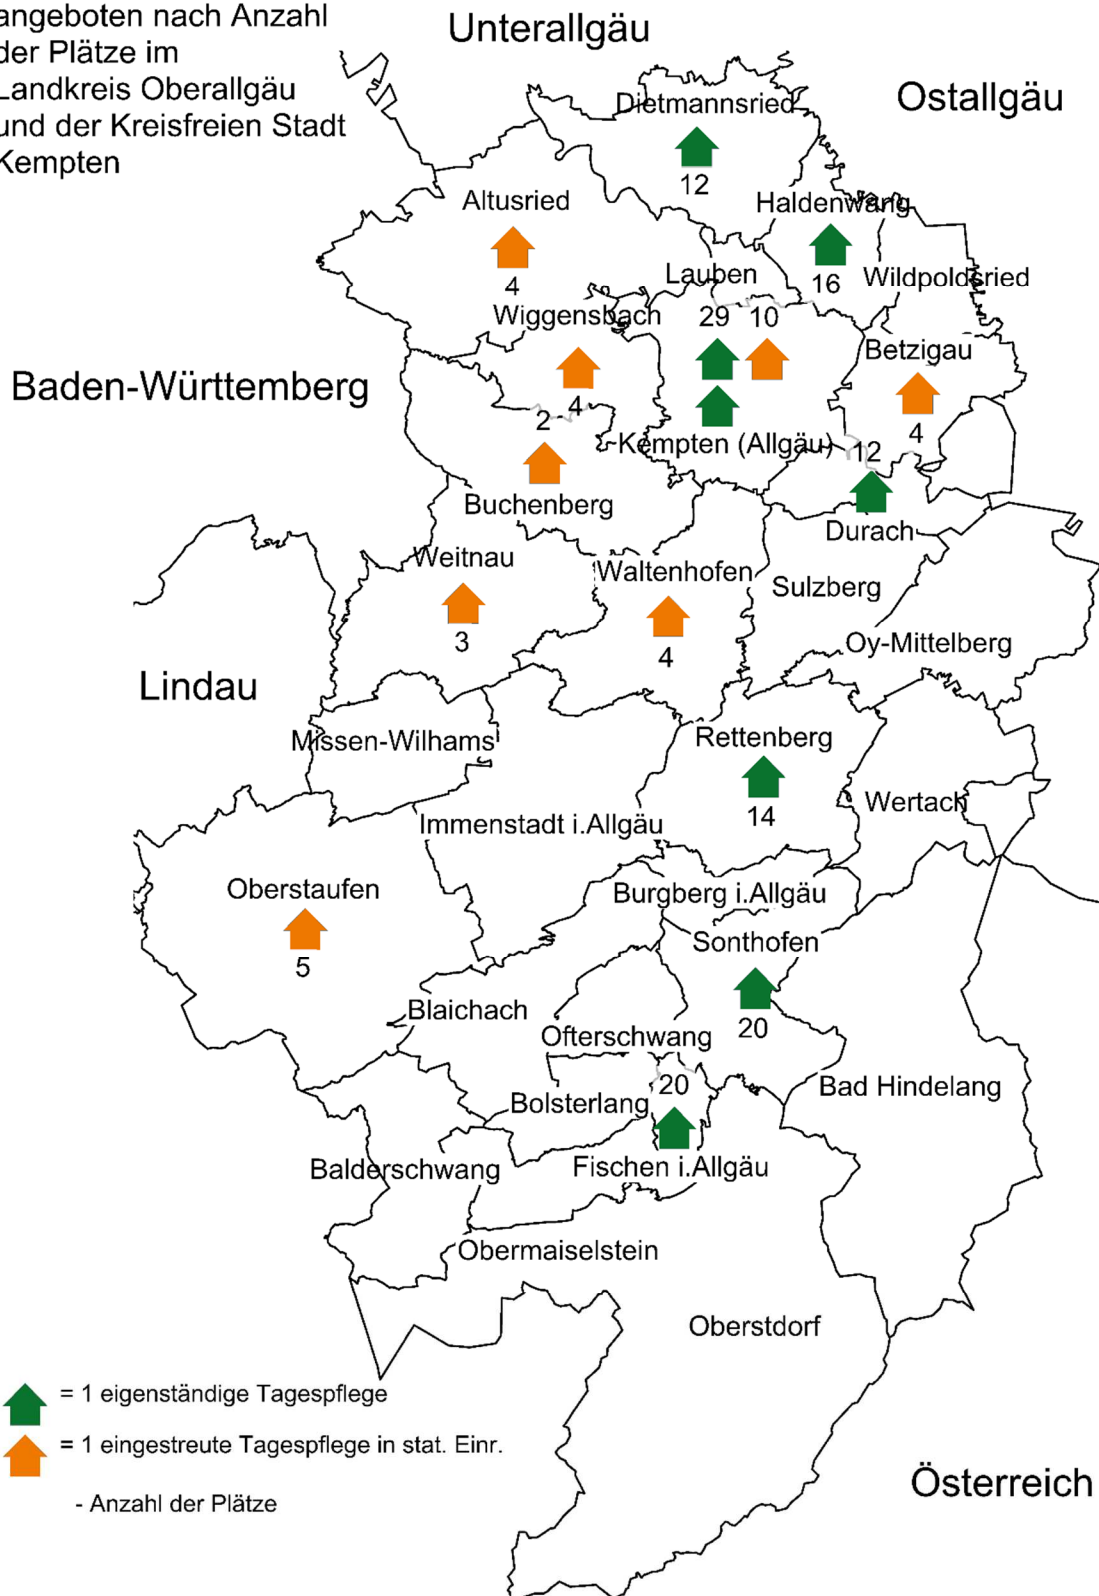 angeboten nach Anzahl
der Plätze im
Landkreis Oberallgäu
und der Kreisfreien Stadt
Kempten
Unterallgäu
Ostallgäu
Dietmannsried
12
Altusried
4
Haldenwang
16
Lauben
Wildpoldsried
Wiggensbach
4
29 10
Betzigau
4
Baden-Württemberg
2
Kempten (Allgäu)
12
Buchenberg
Durach
Weitnau
3
Waltenhofen
4
Sulzberg
Oy-Mittelberg
Lindau
Missen-Wilhams
Rettenberg
14
Wertach
Immenstadt i.Allgäu
Oberstaufen
5
Burgberg i.Allgäu
Sonthofen
20
Blaichach
Ofterschwang
20
Bad Hindelang
Bolsterlang
Balderschwang
Fischen i.Allgäu
Obermaiselstein
Oberstdorf
= 1 eigenständige Tagespflege
= 1 eingestreute Tagespflege in stat. Einr.
- Anzahl der Plätze
Österreich